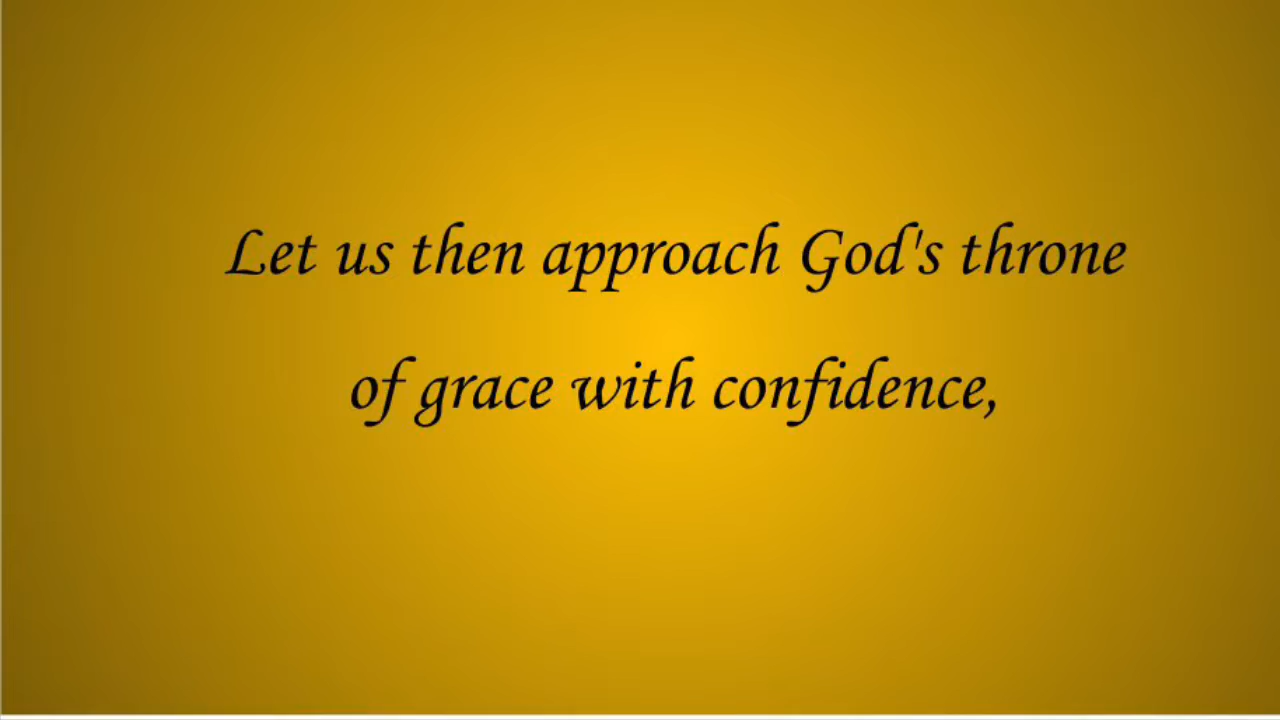 Let us then approach God's throne
of grace with confidence,